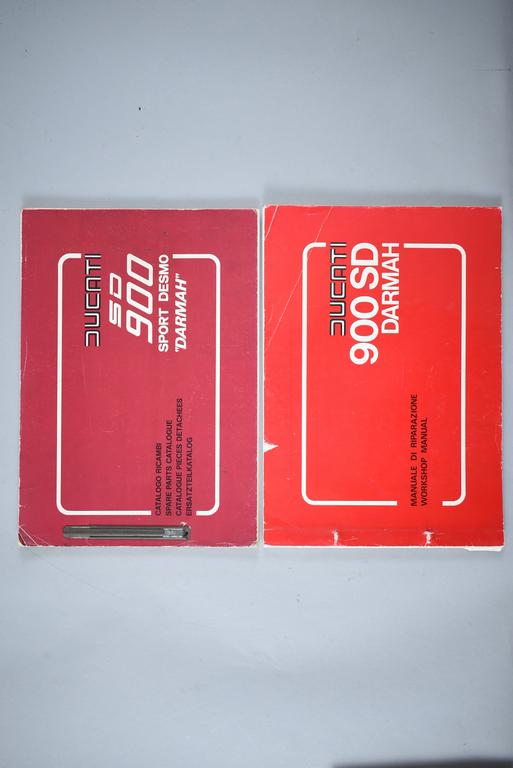 DUCATI
SD
900
SPORT DESMO
"DARMAH"
CATALOGO RICAMBI
SPARE PARTS CATALOGUE
CATALOGUE PIECES DETACHEES
ERSATZTEILKATALOG
DUCATI
900 SD
DARMAH
MANUALE DI RIPARAZIONE
WORKSHOP MANUAL